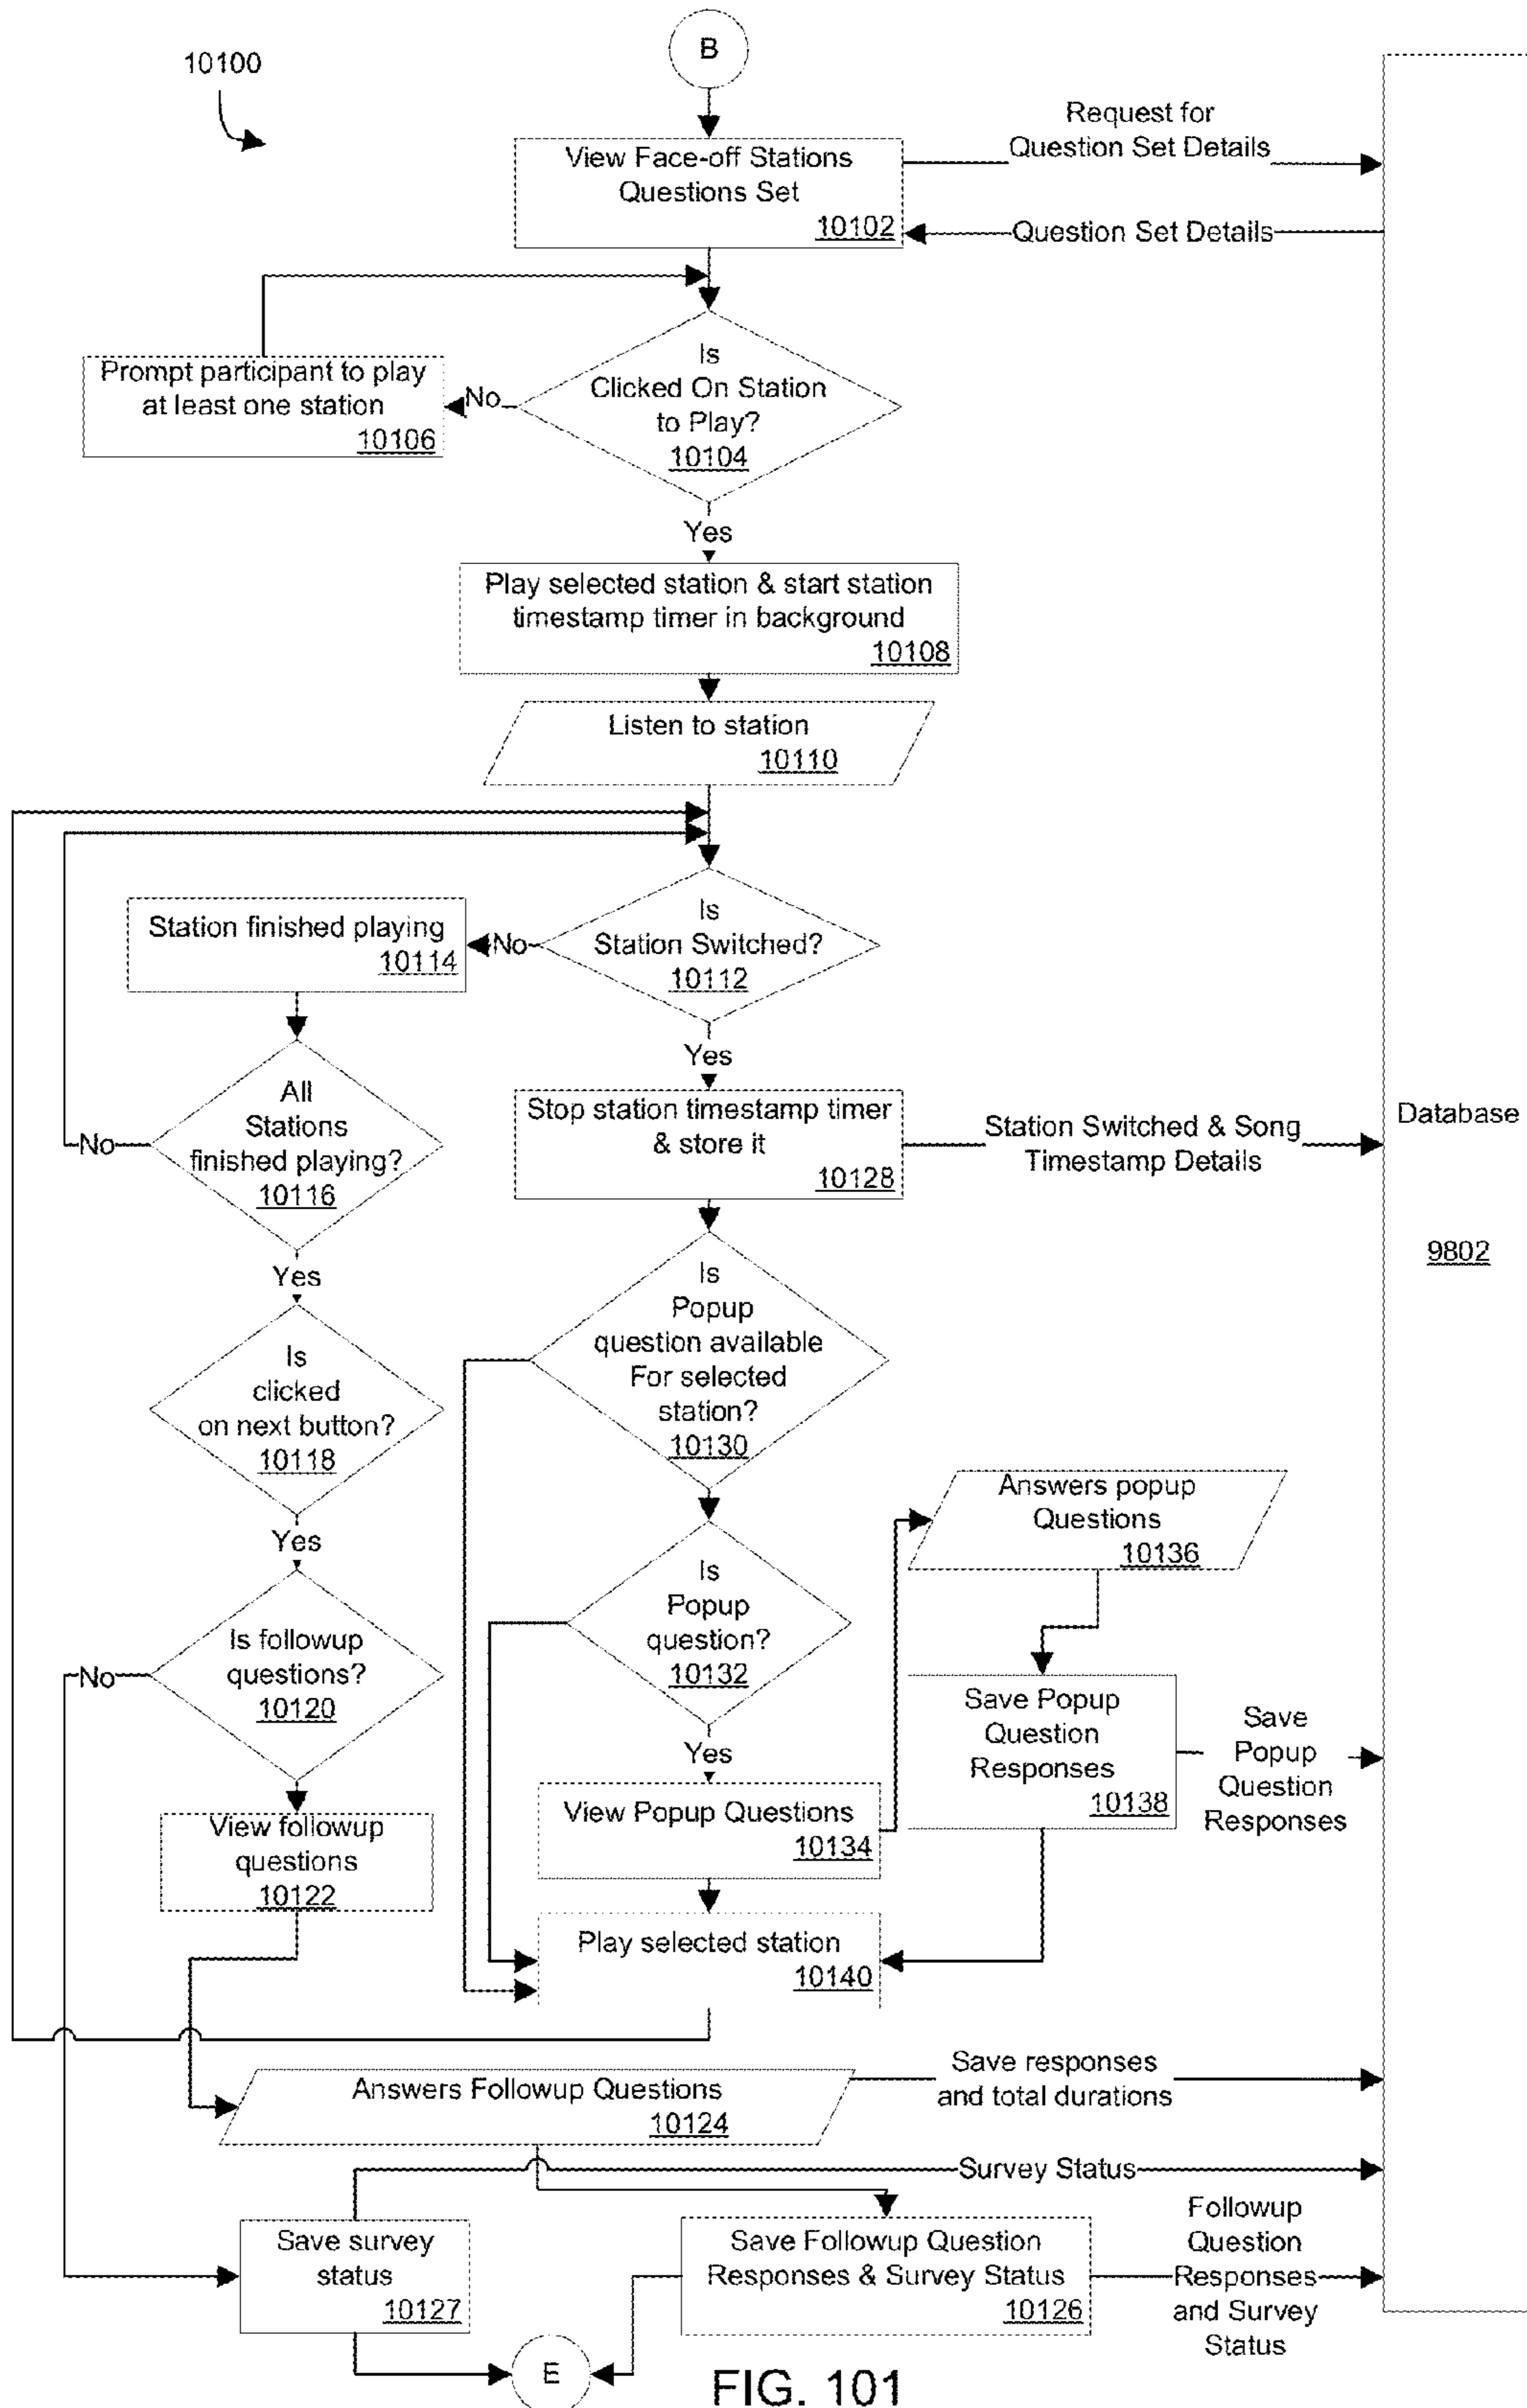 B
10100
Request for
Question Set Details
View Face-off Stations
Questions Set
10102
Question Set Details
Prompt participant to play
at least one station
10106
No
Is
Clicked On Station
to Play?
10104
Yes
Play selected station & start station
timestamp timer in background
10108
Listen to station
10110
Station finished playing
10114
No
Is
Station Switched?
10112
Yes
All
Stations
finished playing?
10116
No
Stop station timestamp timer
& store it
10128
Station Switched & Song
Timestamp Details
Database
9802
Yes
Is
Popup
question available
For selected
station?
10130
Is
clicked
on next button?
10118
Yes
Answers popup
Questions
10136
Is
Popup
question?
10132
Is followup
questions?
10120
No
Yes
Save Popup
Question
Responses
10138
Save
Popup
Question
Responses
View Popup Questions
10134
View followup
questions
10122
Play selected station
10140
Answers Followup Questions
10124
Save responses
and total durations
Survey Status
Save survey
status
10127
Save Followup Question
Responses & Survey Status
10126
Followup
Question
Responses
and Survey
Status
E
FIG. 101